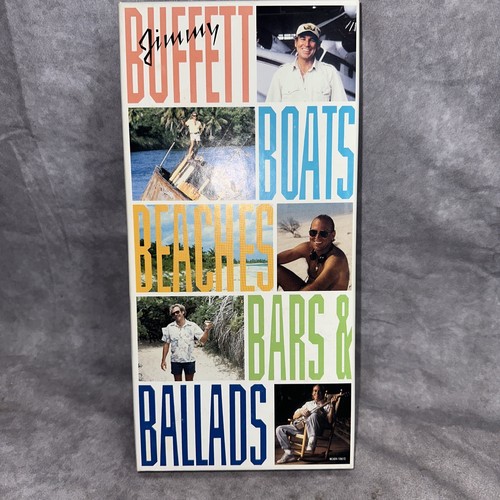 Jimmy
BUFFETT
BOATS
BEACHES
BARS &
BALLADS